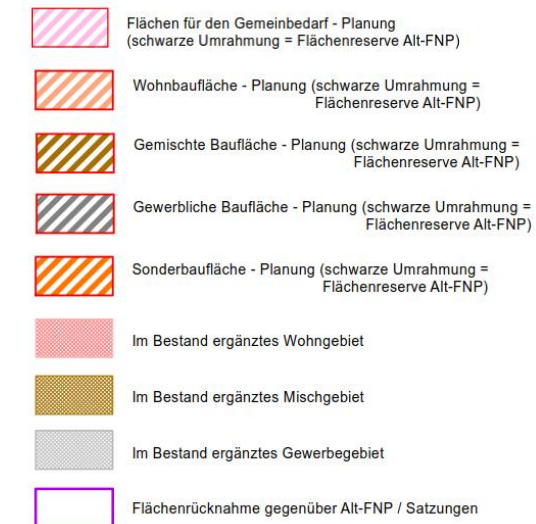 Flächen für den Gemeinbedarf - Planung
(schwarze Umrahmung = Flächenreserve Alt-FNP)
Wohnbaufläche - Planung (schwarze Umrahmung =
Flächenreserve Alt-FNP)
Gemischte Baufläche - Planung (schwarze Umrahmung =
Flächenreserve Alt-FNP)
Gewerbliche Baufläche - Planung (schwarze Umrahmung =
Flächenreserve Alt-FNP)
Sonderbaufläche - Planung (schwarze Umrahmung =
Flächenreserve Alt-FNP)
Im Bestand ergänztes Wohngebiet
Im Bestand ergänztes Mischgebiet
Im Bestand ergänztes Gewerbegebiet
Flächenrücknahme gegenüber Alt-FNP / Satzungen